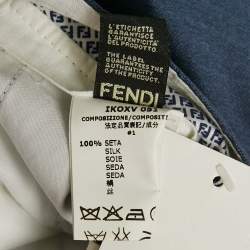 L'ETICHETTA
GARANTISCE
L'AUTENTICITÀ
DEL PRODOTTO
THE LABEL
GUARANTEES
THE AUTHENTICITY
OF THE PRODUCT
FENDI
IKOXV
COMPOSIZIONE/
#1
100% SETA
SILK
SOIE
SEDA
SEDA
絹